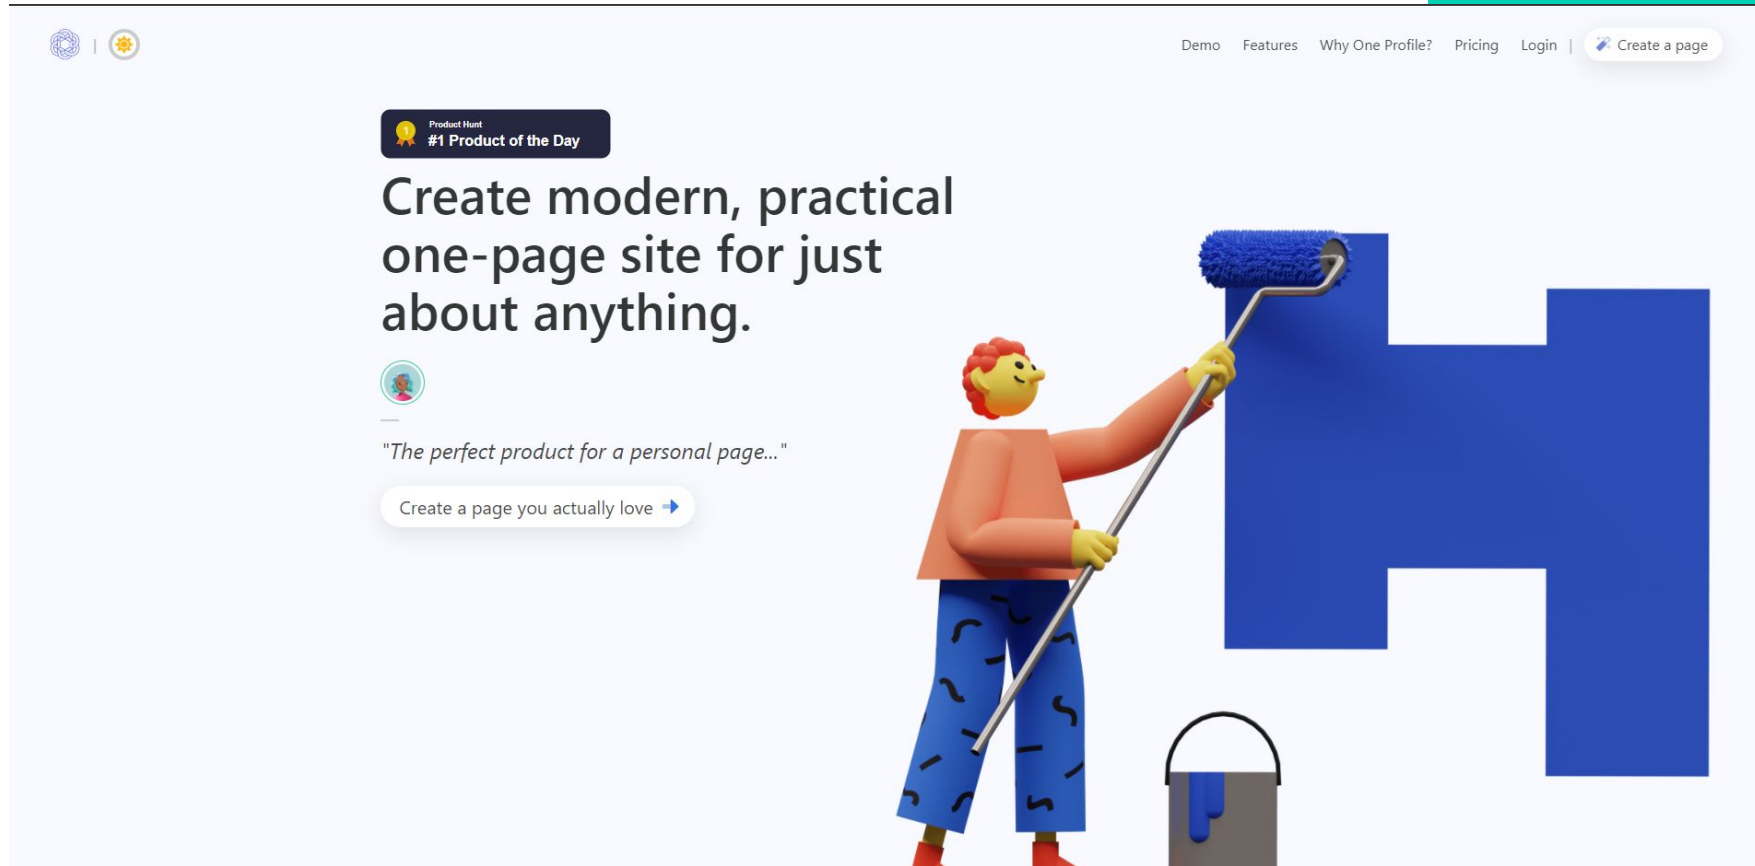 Demo Features Why One Profile? Pricing Login | Create a page
Product Hunt
1 #1 Product of the Day
Create modern, practical
one-page site for just
about anything.
"The perfect product for a personal page..."
Create a page you actually love